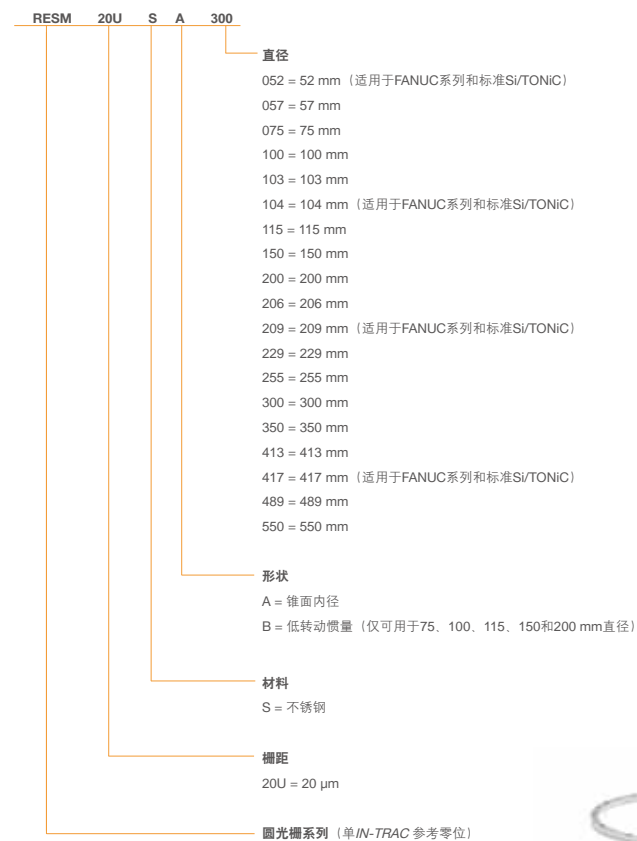 RESM 20U S A 300
直径
052 = 52 mm（适用于FANUC系列和标准Si/TONiC）
057 = 57 mm
075 = 75 mm
100 = 100 mm
103 = 103 mm
104 = 104 mm（适用于FANUC系列和标准Si/TONiC）
115 = 115 mm
150 = 150 mm
200 = 200 mm
206 = 206 mm
209 = 209 mm（适用于FANUC系列和标准Si/TONiC）
229 = 229 mm
255 = 255 mm
300 = 300 mm
350 = 350 mm
413 = 413 mm
417 = 417 mm（适用于FANUC系列和标准Si/TONiC）
489 = 489 mm
550 = 550 mm
形状
A = 锥面内径
B = 低转动惯量（仅可用于75、100、115、150和200 mm直径）
材料
S = 不锈钢
栅距
20U = 20 µm
圆光栅系列（单IN-TRAC 参考零位）